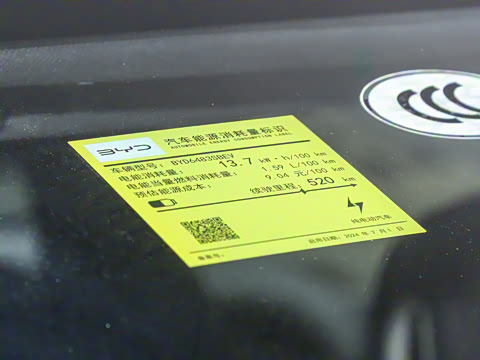 BYD 汽车能源消耗量标识
AUTOMOBILE ENERGY CONSUMPTION LABEL
车辆型号: BYD6483SBEV
电能消耗量: 13.7 kW·h/100 km
电能当量燃料消耗量: 1.59 L/100 km
预估能源成本: 9.04 元/100 km
续驶里程: 520 km
纯电动汽车
备案号:
启用日期: 2024 年 7 月 1 日
CCC